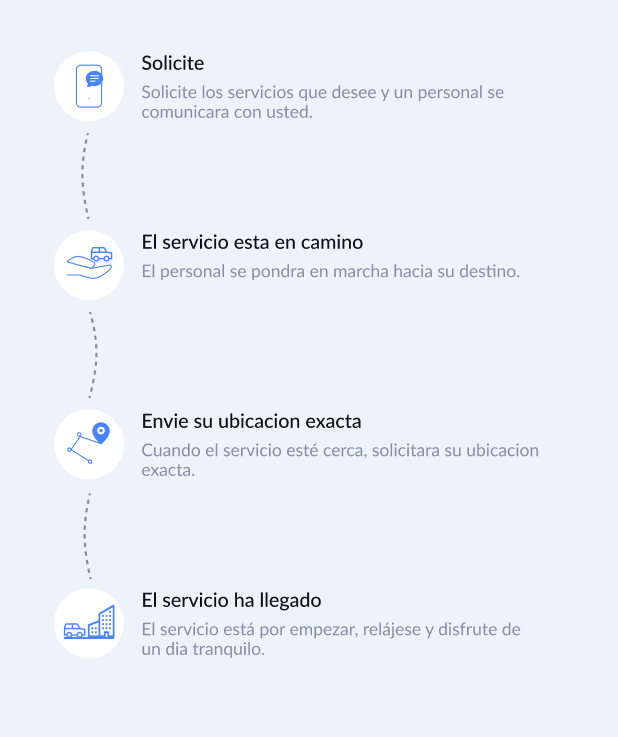 Solicite
Solicite los servicios que desee y un personal se
comunicara con usted.
El servicio esta en camino
El personal se pondra en marcha hacia su destino.
Envie su ubicacion exacta
Cuando el servicio esté cerca, solicitara su ubicacion
exacta.
El servicio ha llegado
El servicio está por empezar, relájese y disfrute de
un dia tranquilo.